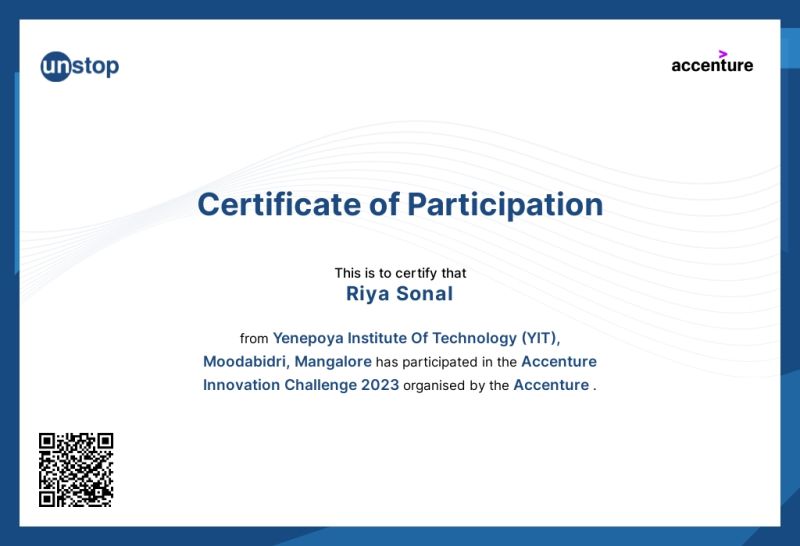 unstop
accenture
Certificate of Participation
This is to certify that
Riya Sonal
from Yenepoya Institute Of Technology (YIT),
Moodabidri, Mangalore has participated in the Accenture
Innovation Challenge 2023 organised by the Accenture .